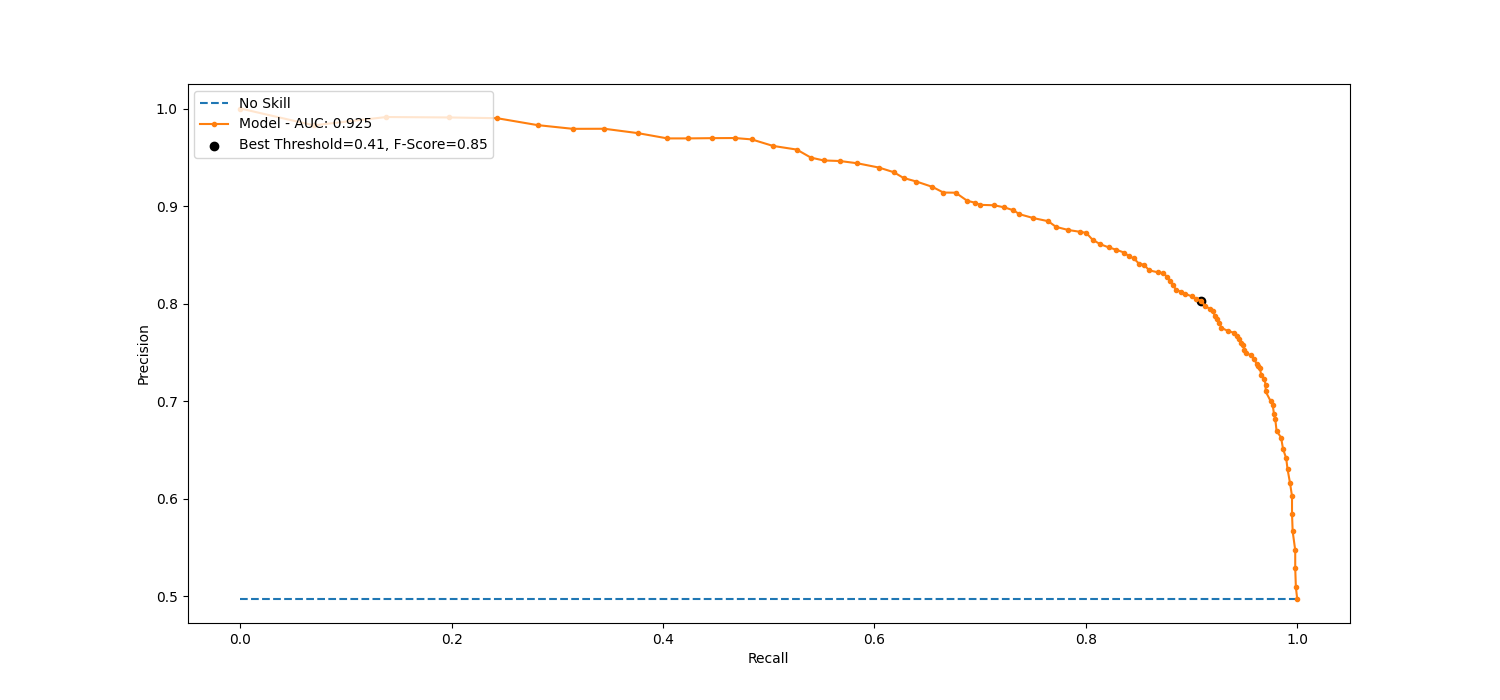 No Skill
Model - AUC: 0.925
Best Threshold=0.41, F-Score=0.85
1.0
0.9
0.8
0.7
0.6
0.5
Precision
0.0 0.2 0.4 0.6 0.8 1.0
Recall